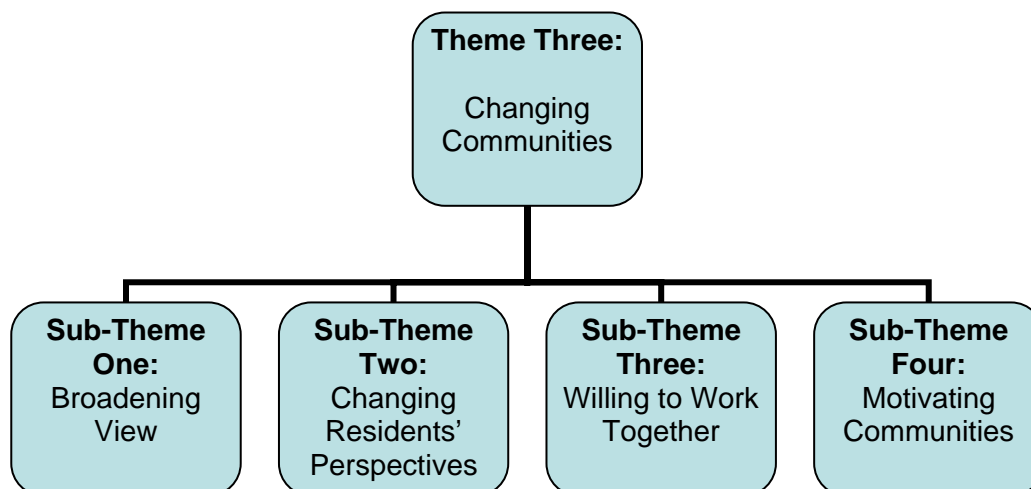 Theme Three:
Changing
Communities
Sub-Theme
One:
Broadening
View
Sub-Theme
Two:
Changing
Residents’
Perspectives
Sub-Theme
Three:
Willing to Work
Together
Sub-Theme
Four:
Motivating
Communities